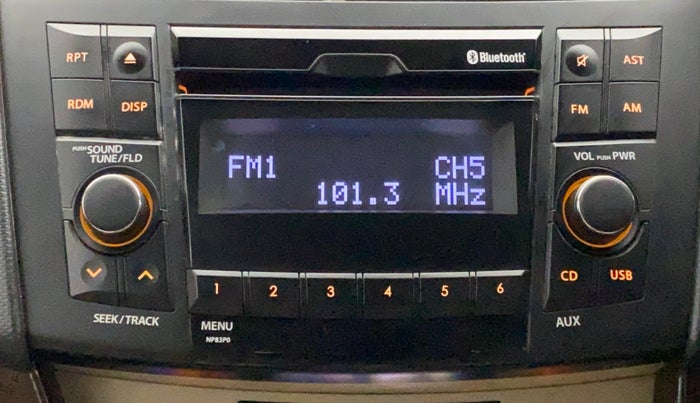 Bluetooth
RPT
AST
RDM DISP
FM AM
PUSH SOUND
TUNE/FLD
VOL PUSH PWR
FM1 CH5
101.3 MHz
1 2 3 4 5 6
CD USB
SEEK/TRACK
MENU
NP83P0
AUX